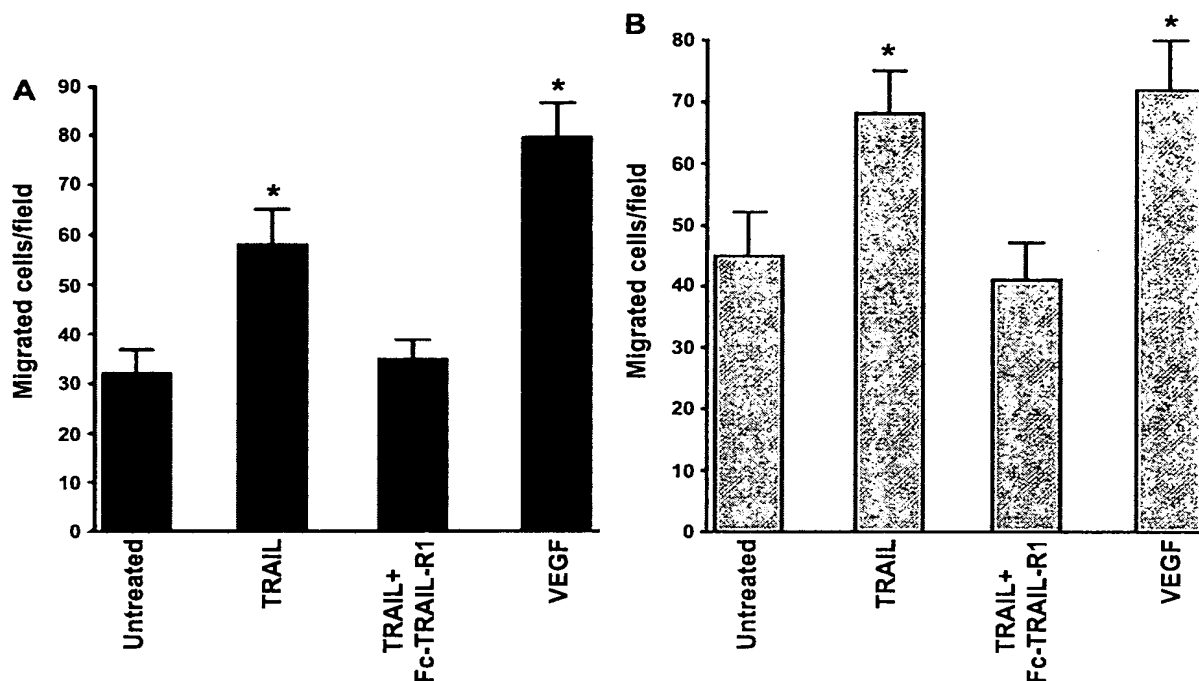 A
Migrated cells/field
90
80
70
60
50
40
30
20
10
0
*
*
Untreated
TRAIL
TRAIL+
Fc-TRAIL-R1
VEGF
B
Migrated cells/field
80
70
60
50
40
30
20
10
0
*
*
Untreated
TRAIL
TRAIL+
Fc-TRAIL-R1
VEGF